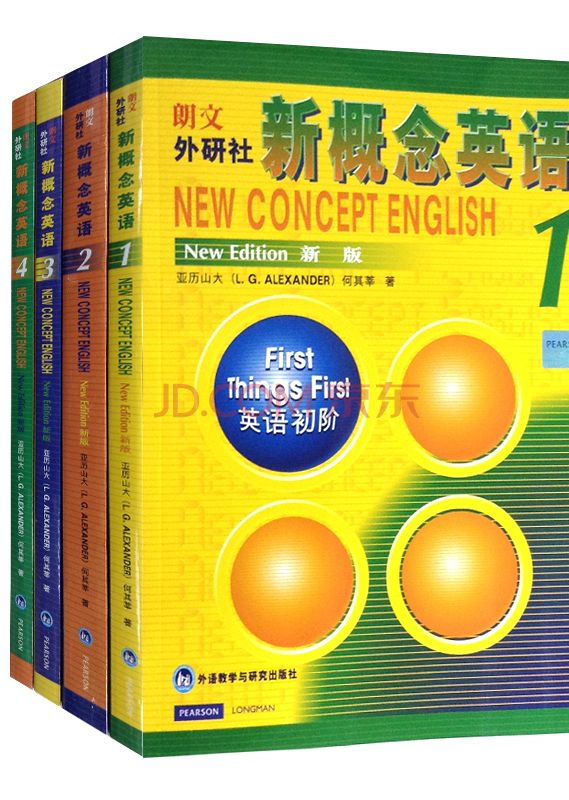 朗文
外研社
新概念英语
NEW CONCEPT ENGLISH
New Edition 新 版
亚历山大 (L. G. ALEXANDER) 何其莘 著
1
PEAR
First
Things First
英语初阶
JD.COM 京东
外语教学与研究出版社
PEARSON LONGMAN
朗文
外研社
新概念英语
1
NEW CONCEPT ENGLISH
New Edition 新版
亚历山大 (L. G. ALEXANDER) 何其莘 著
PEARSON
朗文
外研社
新概念英语
2
NEW CONCEPT ENGLISH
New Edition 新版
亚历山大 (L. G. ALEXANDER) 何其莘 著
PEARSON
朗文
外研社
新概念英语
3
NEW CONCEPT ENGLISH
New Edition 新版
亚历山大 (L. G. ALEXANDER) 何其莘 著
PEARSON
朗文
外研社
新概念英语
4
NEW CONCEPT ENGLISH
New Edition 新版
亚历山大 (L. G. ALEXANDER) 何其莘 著
PEARSON